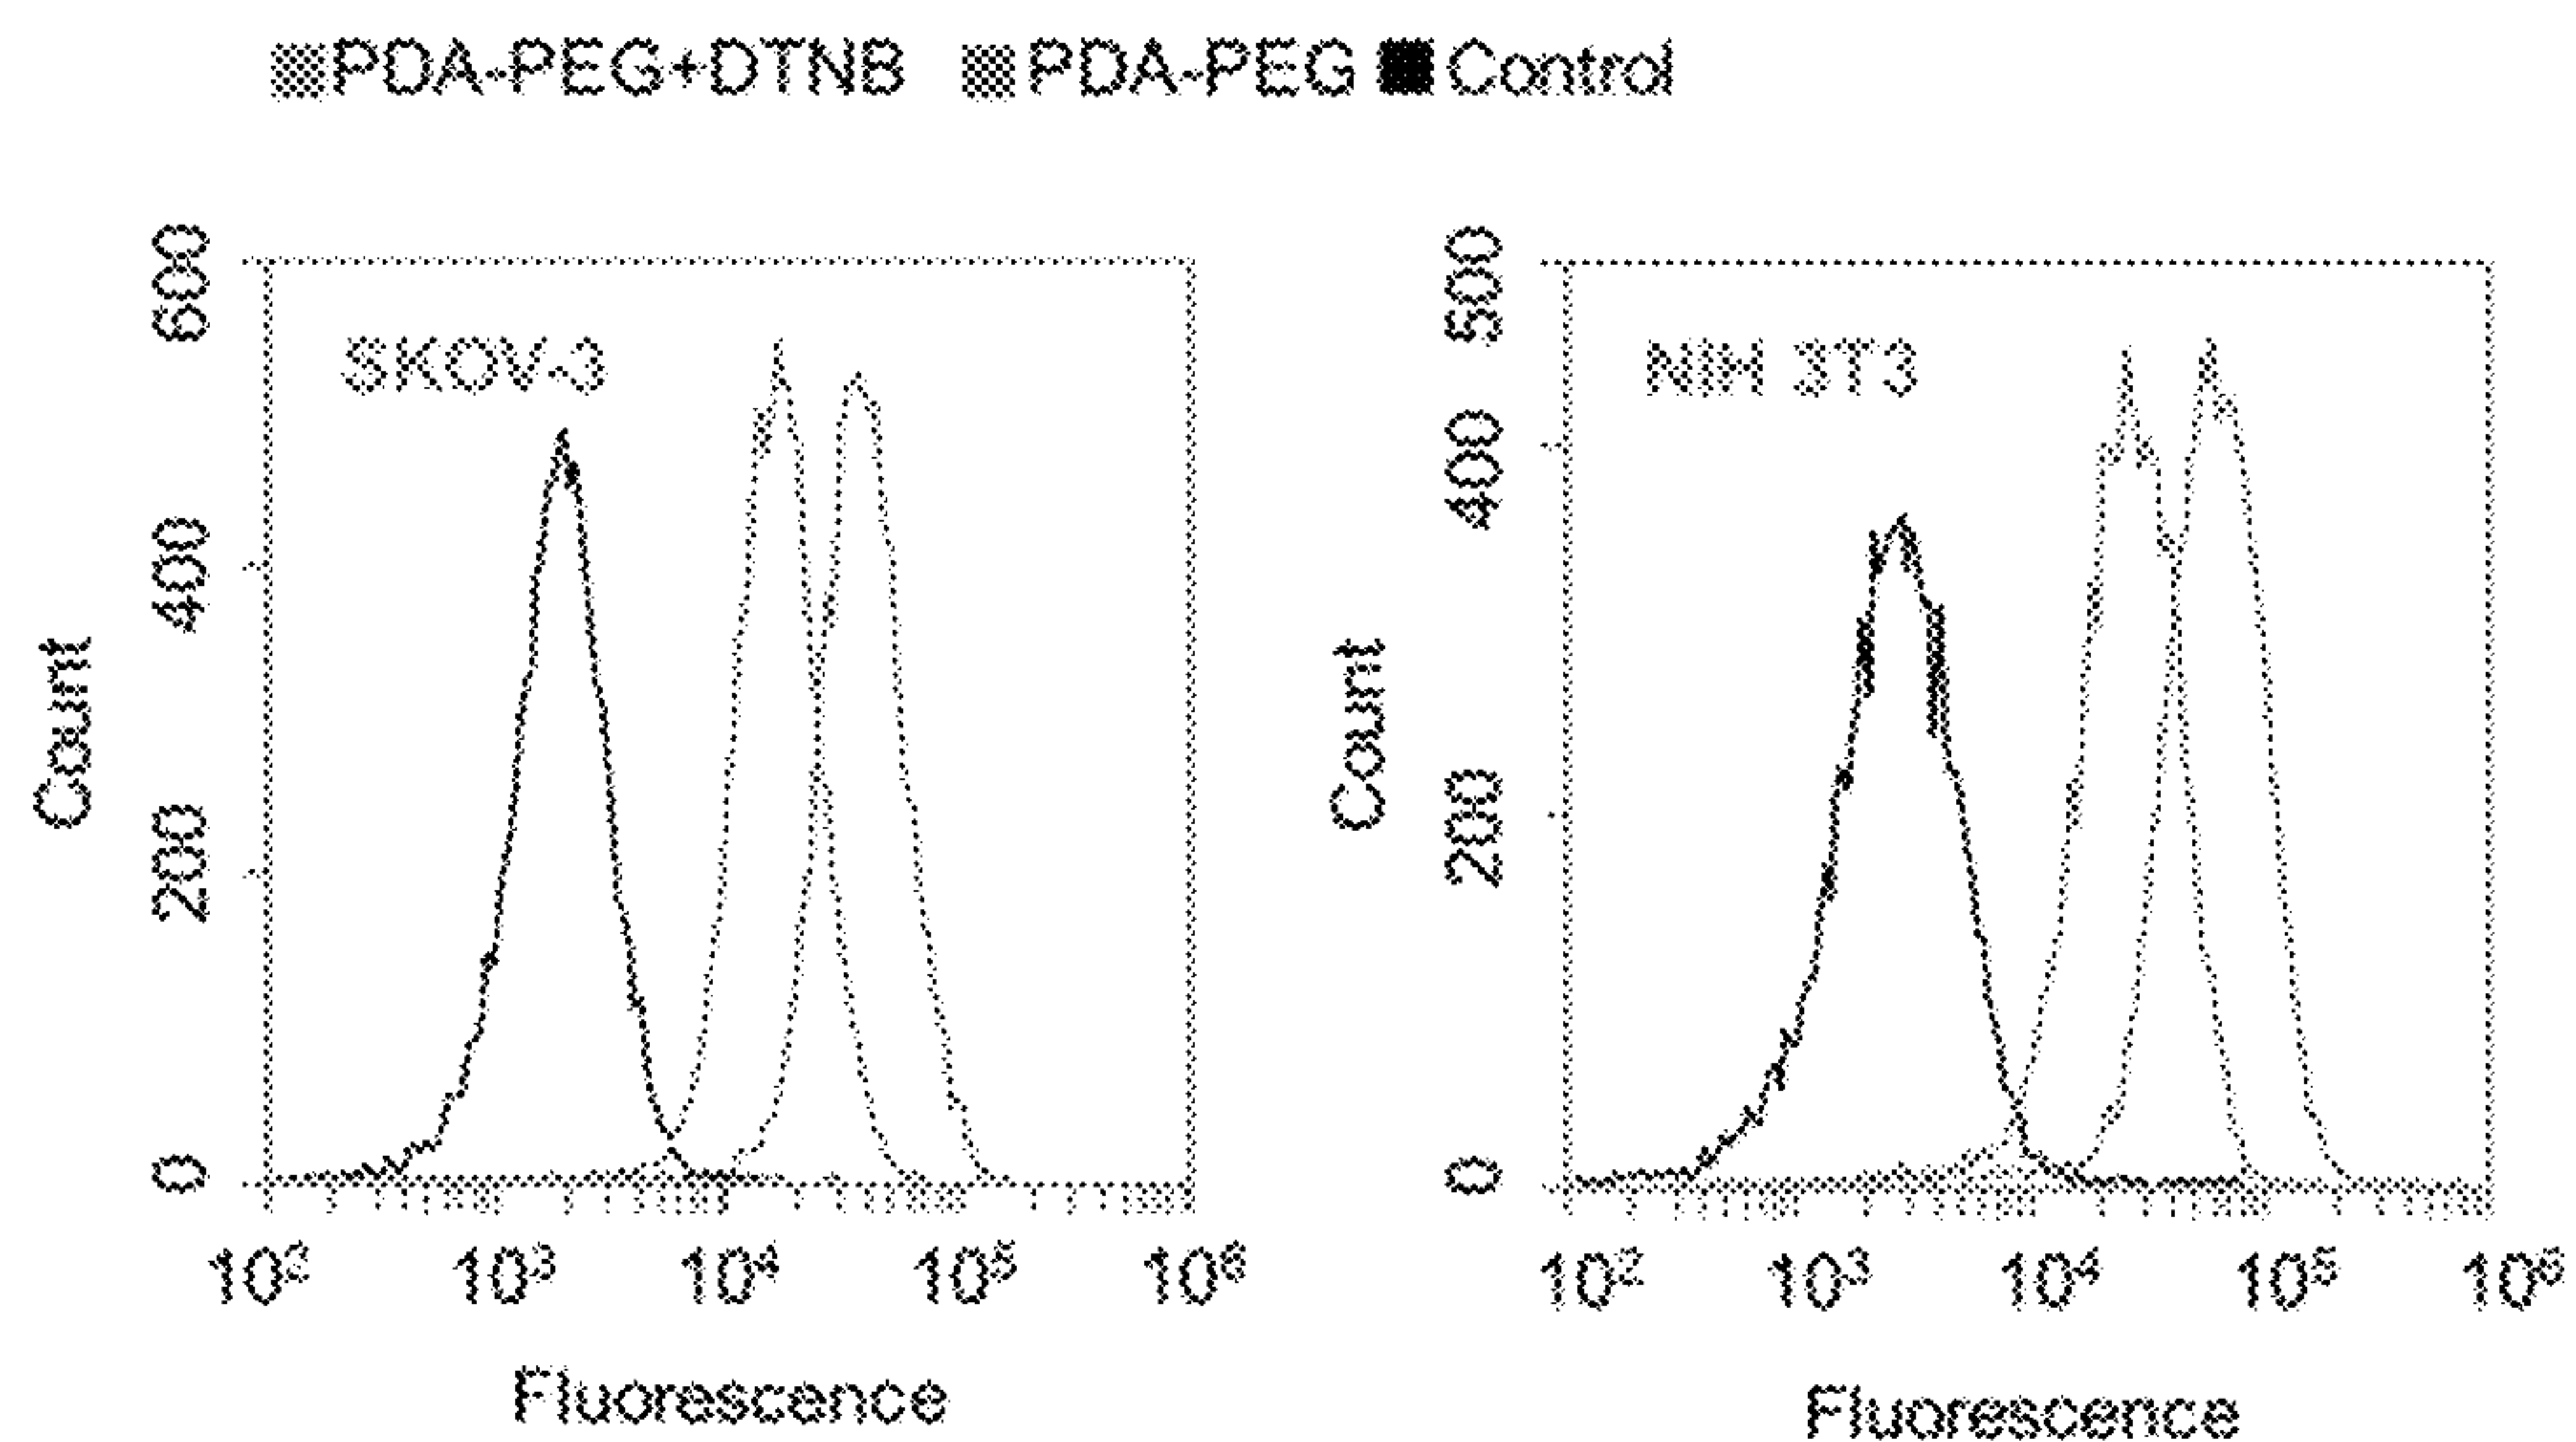 PDA-PEG+DTNB PDA-PEG Control
SKOV-3
Count
600
400
200
0
10²
10³
10⁴
10⁵
10⁶
Fluorescence
NIH 3T3
Count
500
400
200
0
10²
10³
10⁴
10⁵
10⁶
Fluorescence